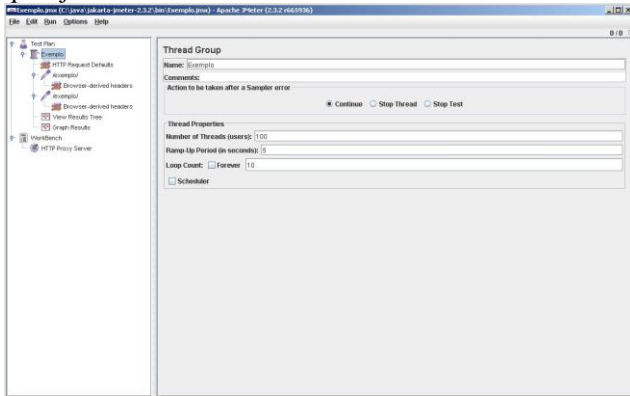 Exemplo.jmx (C:\java\jakarta-jmeter-2.3.2\bin\Exemplo.jmx) - Apache JMeter (2.3.2 r665936)
File Edit Run Options Help
0 / 0
Test Plan
Exemplo
HTTP Request Defaults
/exemplo/
Browser-derived headers
/exemplo/
Browser-derived headers
View Results Tree
Graph Results
WorkBench
HTTP Proxy Server
Thread Group
Name: Exemplo
Comments:
Action to be taken after a Sampler error
Continue Stop Thread Stop Test
Thread Properties
Number of Threads (users): 100
Ramp-Up Period (in seconds): 5
Loop Count: Forever 10
Scheduler